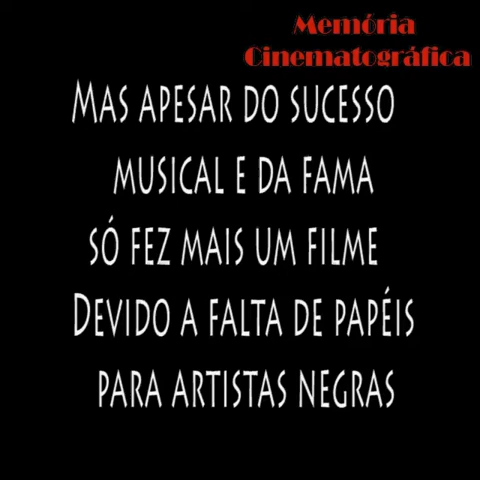 Memória
Cinematográfica
Mas apesar do sucesso
musical e da fama
só fez mais um filme
Devido a falta de papéis
para artistas negras